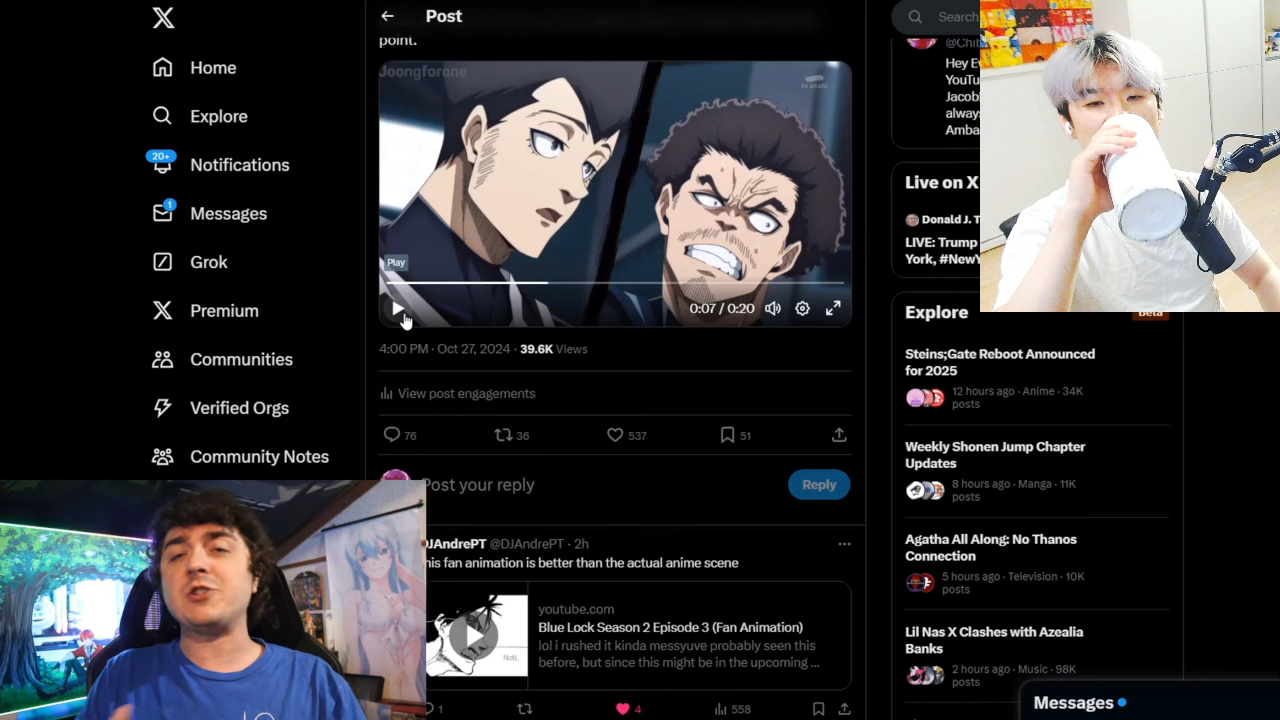 Post
Search
point.
Joongforone
Play
0:07 / 0:20
4:00 PM · Oct 27, 2024 · 39.6K Views
View post engagements
76
36
537
51
Post your reply
Reply
DJAndrePT @DJAndrePT · 2h
his fan animation is better than the actual anime scene
youtube.com
Blue Lock Season 2 Episode 3 (Fan Animation)
lol i rushed it kinda messyuve probably seen this
before, but since this might be in the upcoming ...
1
4
558
Home
Explore
20+
Notifications
1
Messages
Grok
Premium
Communities
Verified Orgs
Community Notes
@Chib
Hey E
YouTu
Jacob
always
Amba
Live on X
Donald J. T
LIVE: Trump
York, #NewY
Explore
Beta
Steins;Gate Reboot Announced
for 2025
12 hours ago · Anime · 34K
posts
Weekly Shonen Jump Chapter
Updates
8 hours ago · Manga · 11K
posts
Agatha All Along: No Thanos
Connection
5 hours ago · Television · 10K
posts
Lil Nas X Clashes with Azealia
Banks
2 hours ago · Music · 98K
posts
Messages